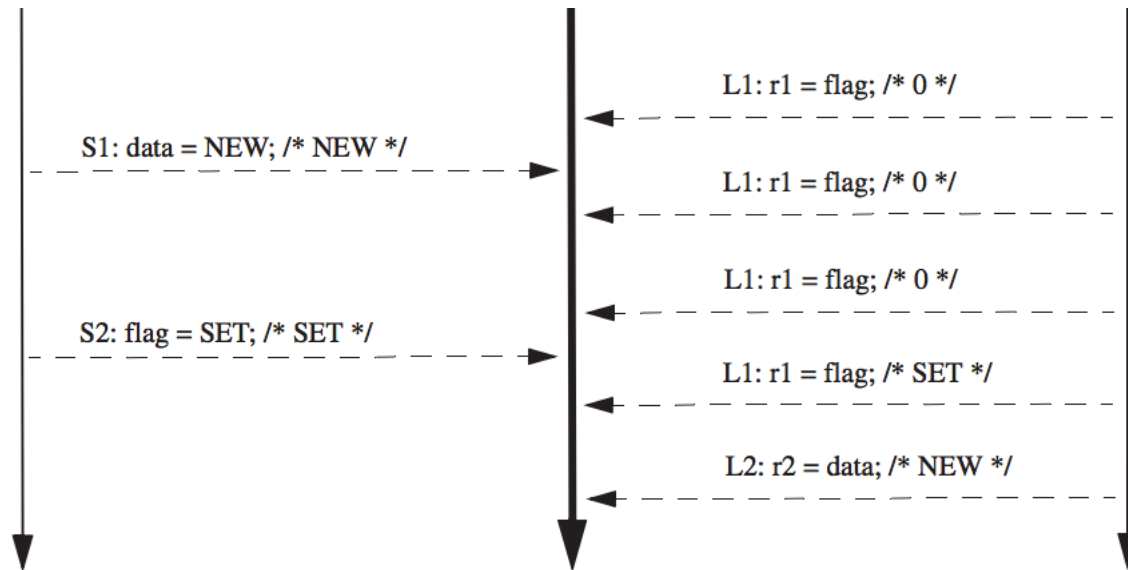 L1: r1 = flag; /* 0 */
S1: data = NEW; /* NEW */
L1: r1 = flag; /* 0 */
L1: r1 = flag; /* 0 */
S2: flag = SET; /* SET */
L1: r1 = flag; /* SET */
L2: r2 = data; /* NEW */